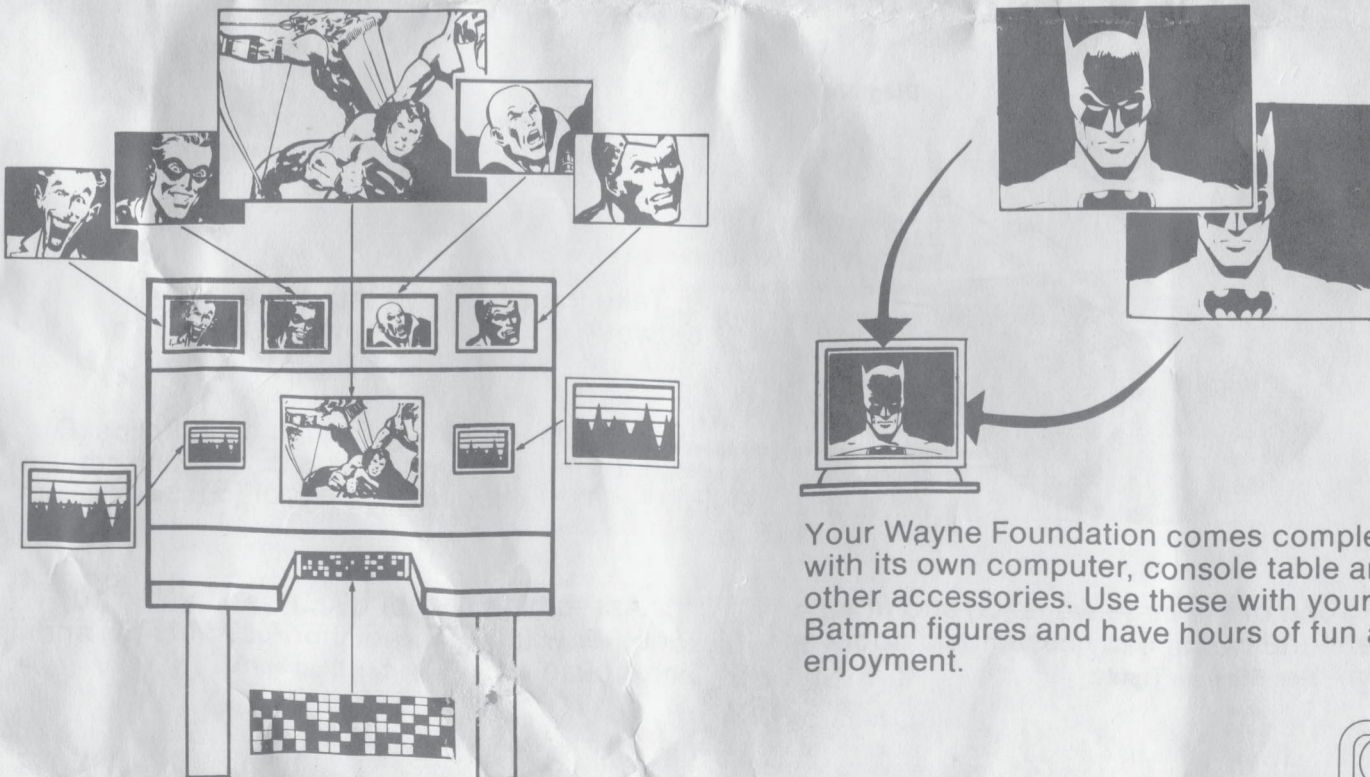 Your Wayne Foundation comes comple
with its own computer, console table a
other accessories. Use these with your
Batman figures and have hours of fun a
enjoyment.